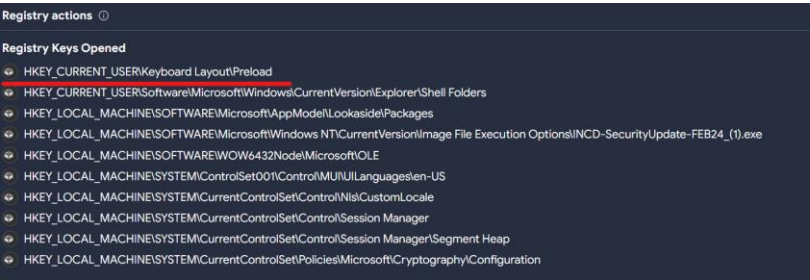 Registry actions
Registry Keys Opened
HKEY_CURRENT_USER\Keyboard Layout\Preload
HKEY_CURRENT_USER\Software\Microsoft\Windows\CurrentVersion\Explorer\Shell Folders
HKEY_LOCAL_MACHINE\SOFTWARE\Microsoft\AppModel\Lookaside\Packages
HKEY_LOCAL_MACHINE\SOFTWARE\Microsoft\Windows NT\CurrentVersion\Image File Execution Options\INCD-SecurityUpdate-FEB24_(1).exe
HKEY_LOCAL_MACHINE\SOFTWARE\WOW6432Node\Microsoft\OLE
HKEY_LOCAL_MACHINE\SYSTEM\ControlSet001\Control\MUI\UILanguages\en-US
HKEY_LOCAL_MACHINE\SYSTEM\CurrentControlSet\Control\Nls\CustomLocale
HKEY_LOCAL_MACHINE\SYSTEM\CurrentControlSet\Control\Session Manager
HKEY_LOCAL_MACHINE\SYSTEM\CurrentControlSet\Control\Session Manager\Segment Heap
HKEY_LOCAL_MACHINE\SYSTEM\CurrentControlSet\Policies\Microsoft\Cryptography\Configuration